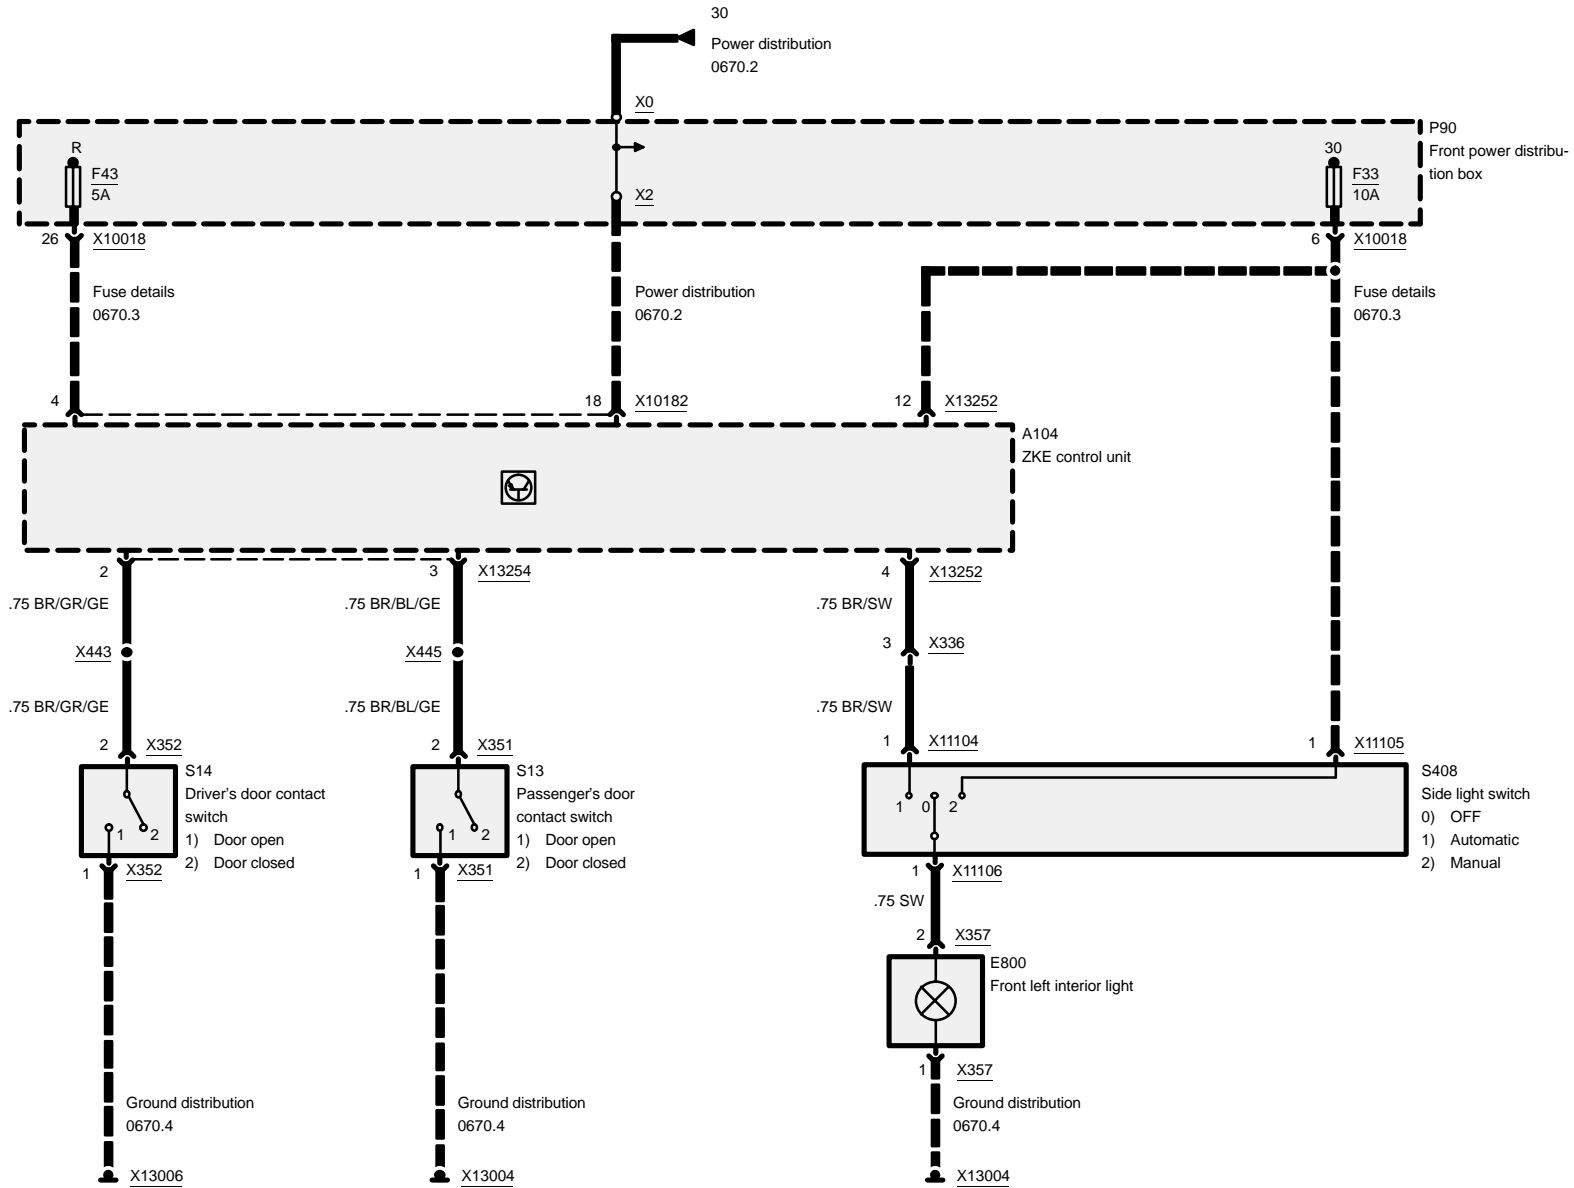 30
Power distribution
0670.2
X0
P90
Front power distribu-
tion box
R
F43
5A
X2
30
F33
10A
26
X10018
6
X10018
Fuse details
0670.3
Power distribution
0670.2
Fuse details
0670.3
4
18
X10182
12
X13252
A104
ZKE control unit
2
3
X13254
4
X13252
.75 BR/GR/GE
.75 BR/BL/GE
.75 BR/SW
X443
X445
3
X336
.75 BR/GR/GE
.75 BR/BL/GE
.75 BR/SW
2
X352
2
X351
1
X11104
1
X11105
S14
Driver's door contact
switch
1) Door open
2) Door closed
1
2
S13
Passenger's door
contact switch
1) Door open
2) Door closed
1
2
1
0
2
S408
Side light switch
0) OFF
1) Automatic
2) Manual
1
X352
1
X351
1
X11106
.75 SW
2
X357
E800
Front left interior light
1
X357
Ground distribution
0670.4
Ground distribution
0670.4
Ground distribution
0670.4
X13006
X13004
X13004